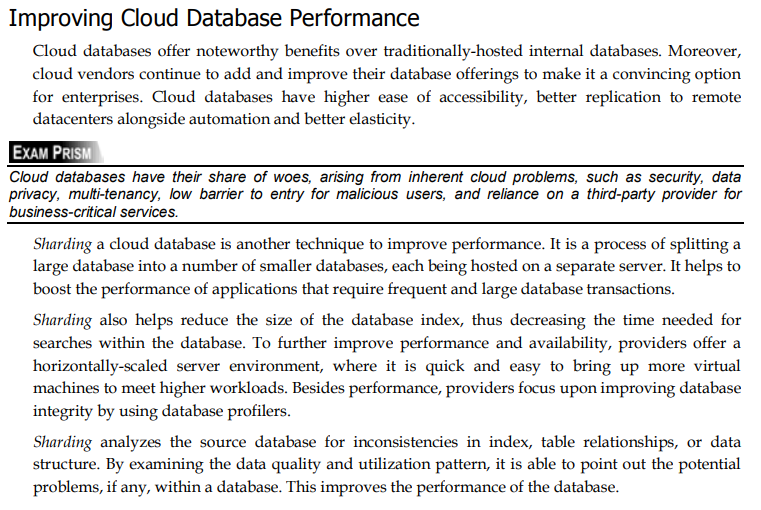 Improving Cloud Database Performance
Cloud databases offer noteworthy benefits over traditionally-hosted internal databases. Moreover,
cloud vendors continue to add and improve their database offerings to make it a convincing option
for enterprises. Cloud databases have higher ease of accessibility, better replication to remote
datacenters alongside automation and better elasticity.
EXAM PRISM
Cloud databases have their share of woes, arising from inherent cloud problems, such as security, data
privacy, multi-tenancy, low barrier to entry for malicious users, and reliance on a third-party provider for
business-critical services.
Sharding a cloud database is another technique to improve performance. It is a process of splitting a
large database into a number of smaller databases, each being hosted on a separate server. It helps to
boost the performance of applications that require frequent and large database transactions.
Sharding also helps reduce the size of the database index, thus decreasing the time needed for
searches within the database. To further improve performance and availability, providers offer a
horizontally-scaled server environment, where it is quick and easy to bring up more virtual
machines to meet higher workloads. Besides performance, providers focus upon improving database
integrity by using database profilers.
Sharding analyzes the source database for inconsistencies in index, table relationships, or data
structure. By examining the data quality and utilization pattern, it is able to point out the potential
problems, if any, within a database. This improves the performance of the database.